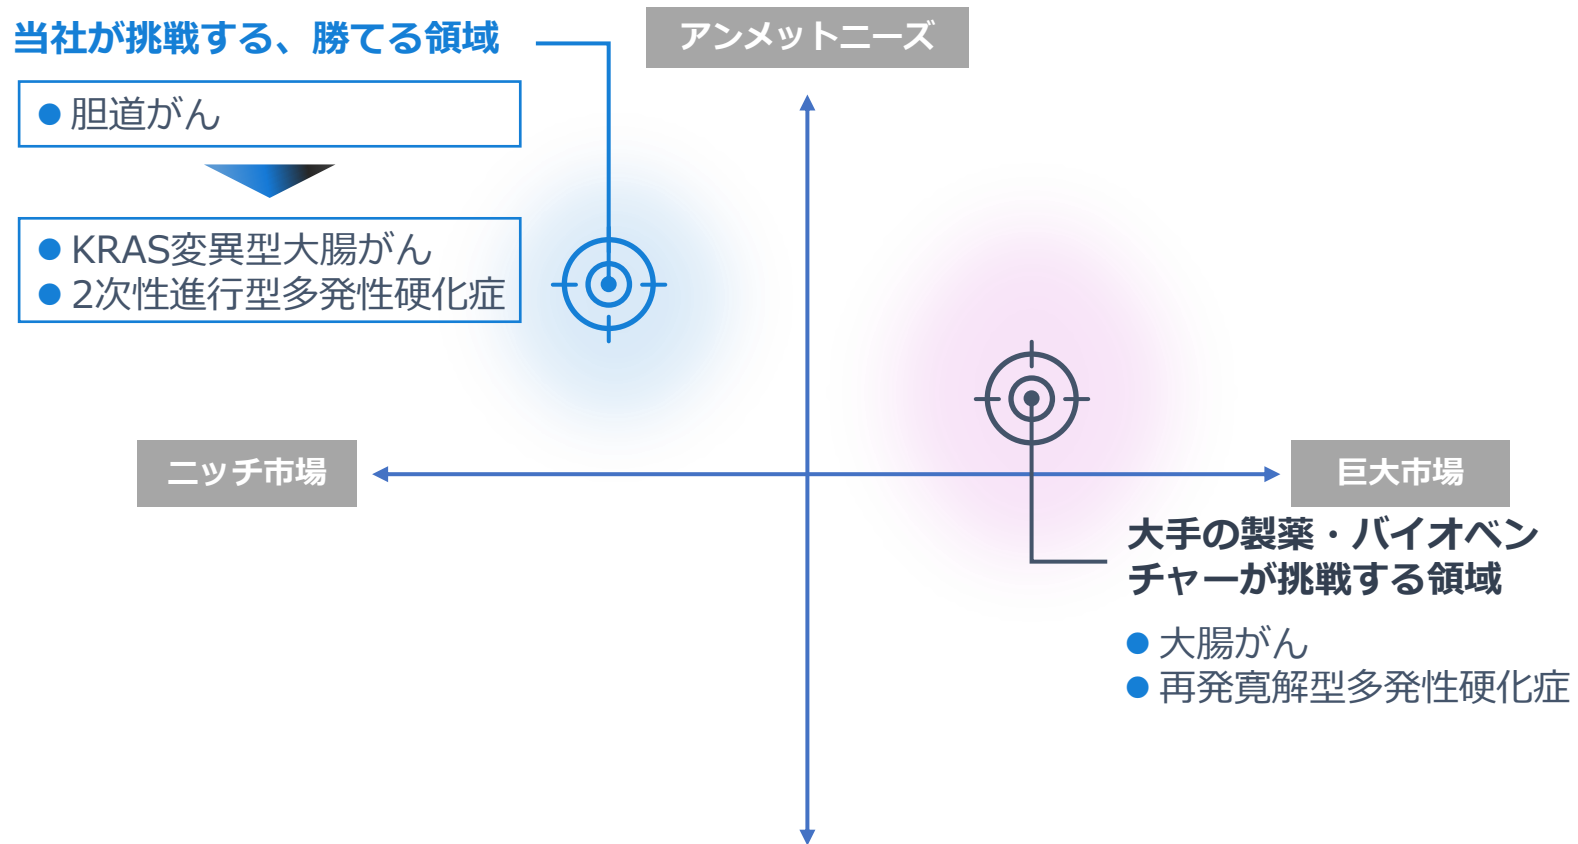 当社が挑戦する、勝てる領域
アンメットニーズ
胆道がん
KRAS変異型大腸がん
2次性進行型多発性硬化症
ニッチ市場
巨大市場
大手の製薬・バイオベン
チャーが挑戦する領域
大腸がん
再発寛解型多発性硬化症